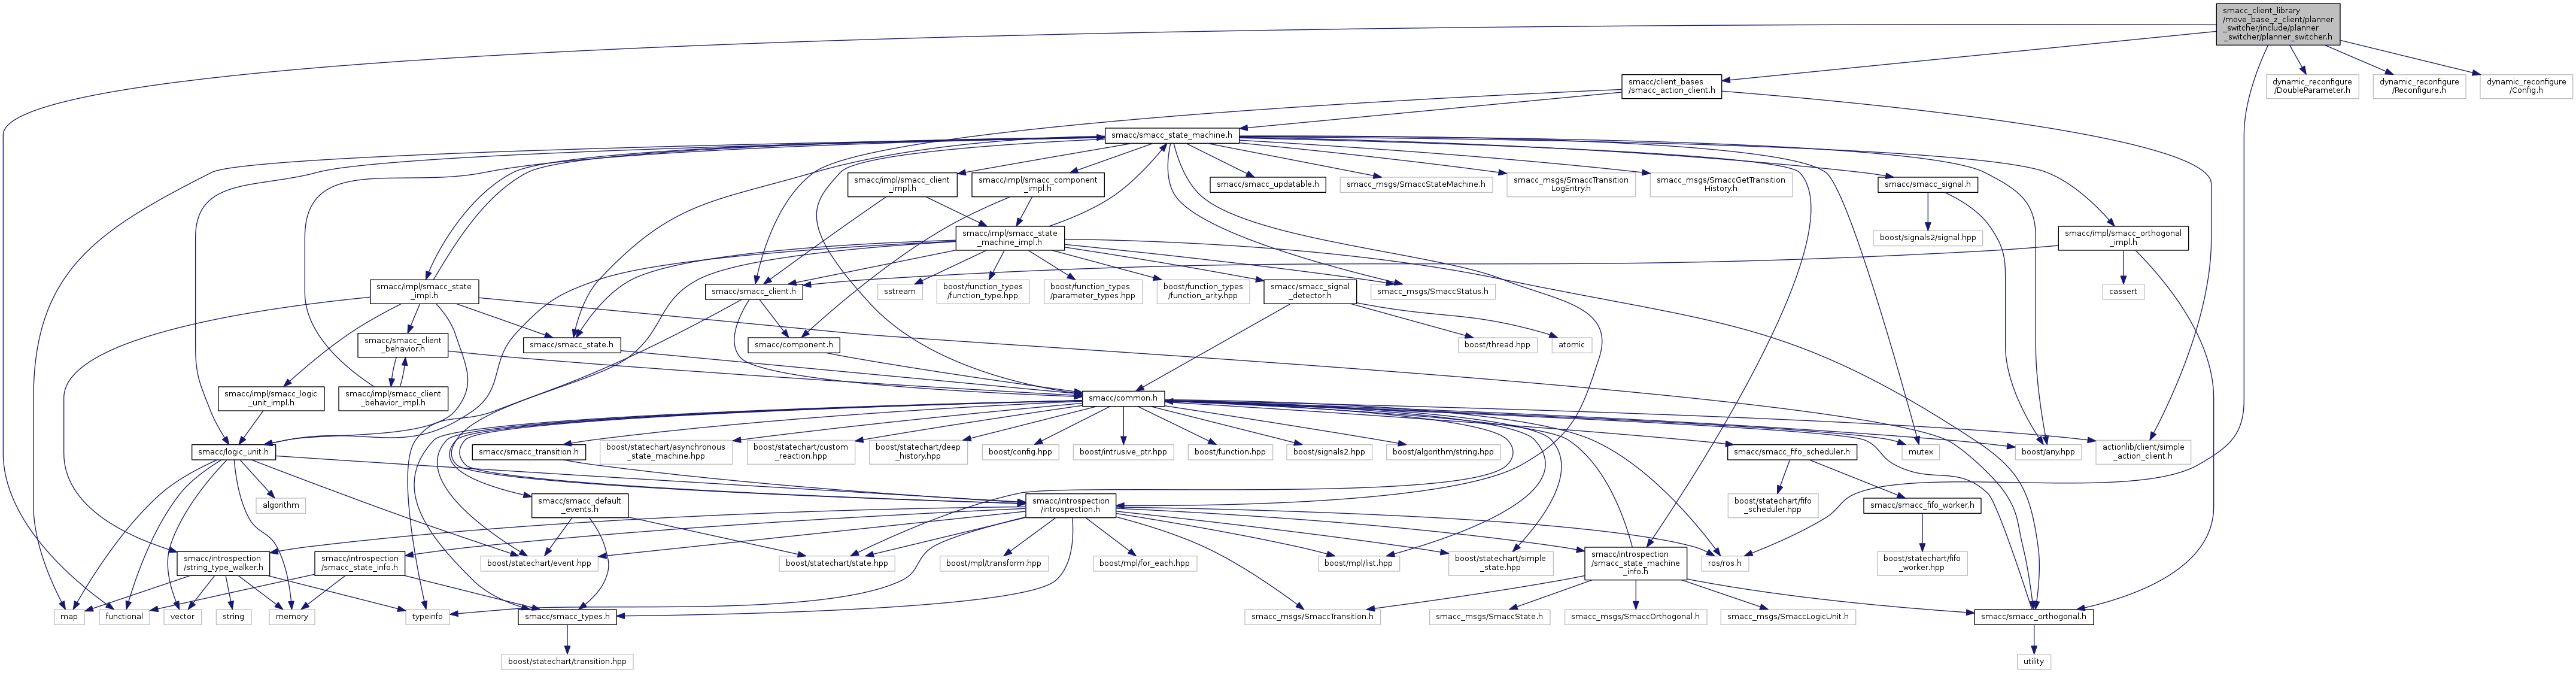 smacc_client_library
/move_base_z_client/planner
_switcher/include/planner
_switcher/planner_switcher.h
smacc/client_bases
/smacc_action_client.h
dynamic_reconfigure
/DoubleParameter.h
dynamic_reconfigure
/Reconfigure.h
dynamic_reconfigure
/Config.h
smacc/smacc_state_machine.h
smacc/impl/smacc_client
_impl.h
smacc/impl/smacc_component
_impl.h
smacc/smacc_updatable.h
smacc_msgs/SmaccStateMachine.h
smacc_msgs/SmaccTransition
LogEntry.h
smacc_msgs/SmaccGetTransition
History.h
smacc/smacc_signal.h
smacc/impl/smacc_state
_machine_impl.h
boost/signals2/signal.hpp
smacc/impl/smacc_orthogonal
_impl.h
smacc/impl/smacc_state
_impl.h
smacc/smacc_client.h
sstream
boost/function_types
/function_type.hpp
boost/function_types
/parameter_types.hpp
boost/function_types
/function_arity.hpp
smacc/smacc_signal
_detector.h
smacc_msgs/SmaccStatus.h
cassert
smacc/smacc_client
_behavior.h
smacc/smacc_state.h
smacc/component.h
boost/thread.hpp
atomic
smacc/impl/smacc_logic
_unit_impl.h
smacc/impl/smacc_client
_behavior_impl.h
smacc/common.h
smacc/logic_unit.h
smacc/smacc_transition.h
boost/statechart/asynchronous
_state_machine.hpp
boost/statechart/custom
_reaction.hpp
boost/statechart/deep
_history.hpp
boost/config.hpp
boost/intrusive_ptr.hpp
boost/function.hpp
boost/signals2.hpp
boost/algorithm/string.hpp
smacc/smacc_fifo_scheduler.h
mutex
boost/any.hpp
actionlib/client/simple
_action_client.h
algorithm
smacc/smacc_default
_events.h
smacc/introspection
/introspection.h
boost/statechart/fifo
_scheduler.hpp
smacc/smacc_fifo_worker.h
smacc/introspection
/string_type_walker.h
smacc/introspection
/smacc_state_info.h
boost/statechart/event.hpp
boost/statechart/state.hpp
boost/mpl/transform.hpp
boost/mpl/for_each.hpp
boost/mpl/list.hpp
boost/statechart/simple
_state.hpp
smacc/introspection
/smacc_state_machine
_info.h
ros/ros.h
boost/statechart/fifo
_worker.hpp
map
functional
vector
string
memory
typeinfo
smacc/smacc_types.h
smacc_msgs/SmaccTransition.h
smacc_msgs/SmaccState.h
smacc_msgs/SmaccOrthogonal.h
smacc_msgs/SmaccLogicUnit.h
smacc/smacc_orthogonal.h
boost/statechart/transition.hpp
utility